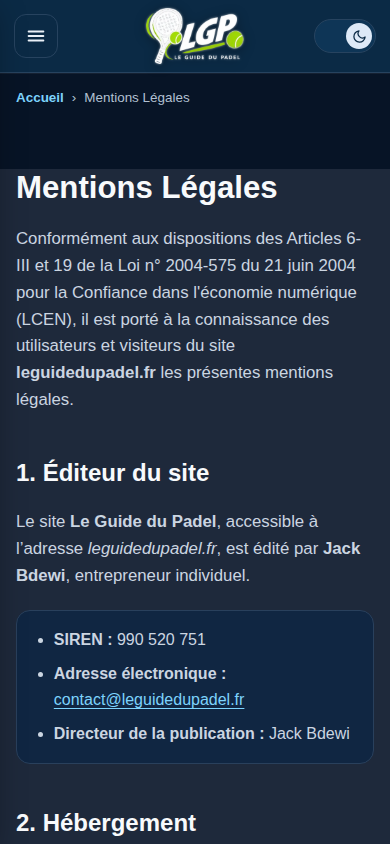 LGP
LE GUIDE DU PADEL
Accueil › Mentions Légales
Mentions Légales
Conformément aux dispositions des Articles 6-
III et 19 de la Loi n° 2004-575 du 21 juin 2004
pour la Confiance dans l'économie numérique
(LCEN), il est porté à la connaissance des
utilisateurs et visiteurs du site
leguidedupadel.fr les présentes mentions
légales.
1. Éditeur du site
Le site Le Guide du Padel, accessible à
l’adresse leguidedupadel.fr, est édité par Jack
Bdewi, entrepreneur individuel.
• SIREN : 990 520 751
• Adresse électronique :
contact@leguidedupadel.fr
• Directeur de la publication : Jack Bdewi
2. Hébergement